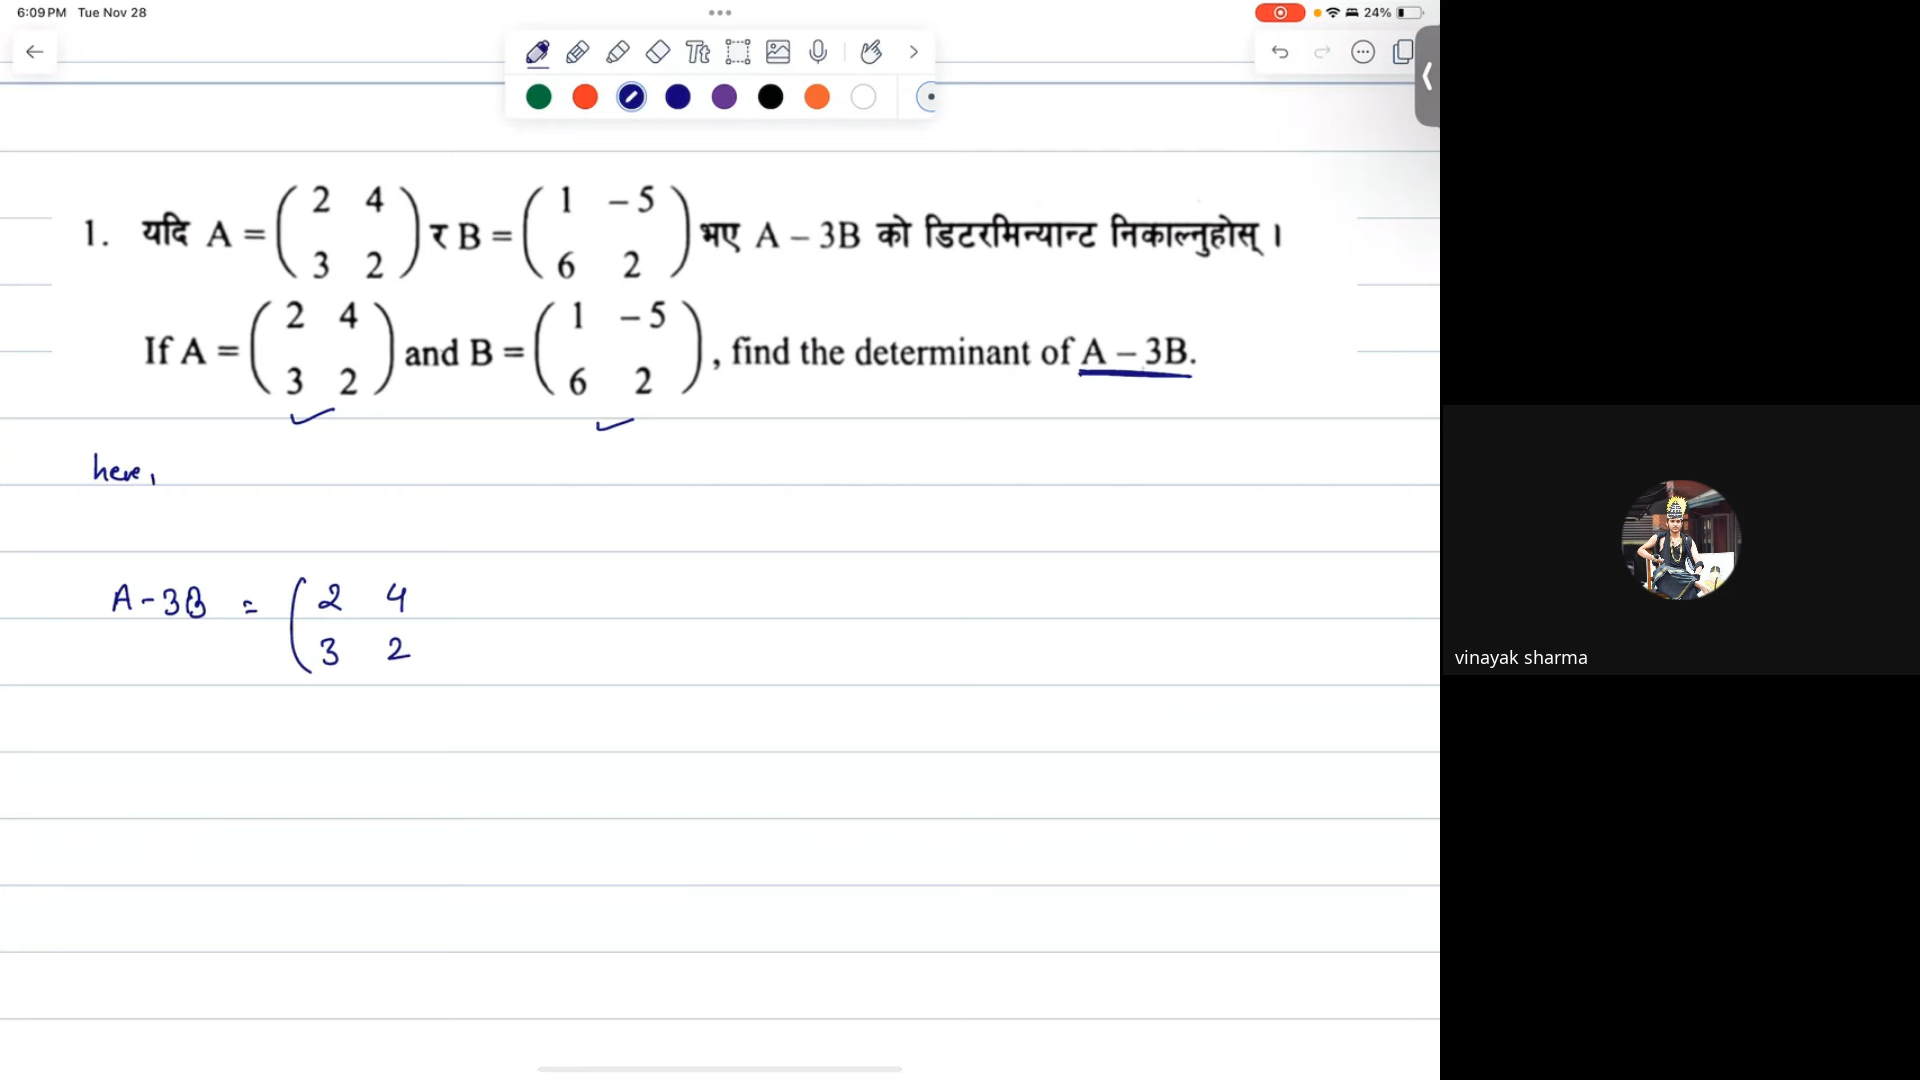 6:09 PM Tue Nov 28
24%
Tt
1. यदि A = ( 2 4 3 2 ) र B = ( 1 – 5 6 2 ) भए A – 3B को डिटरमिन्यान्ट निकाल्नुहोस् ।
If A = ( 2 4 3 2 ) and B = ( 1 – 5 6 2 ) , find the determinant of A – 3B.
here,
A - 3B = ( 2 4
3 2
vinayak sharma